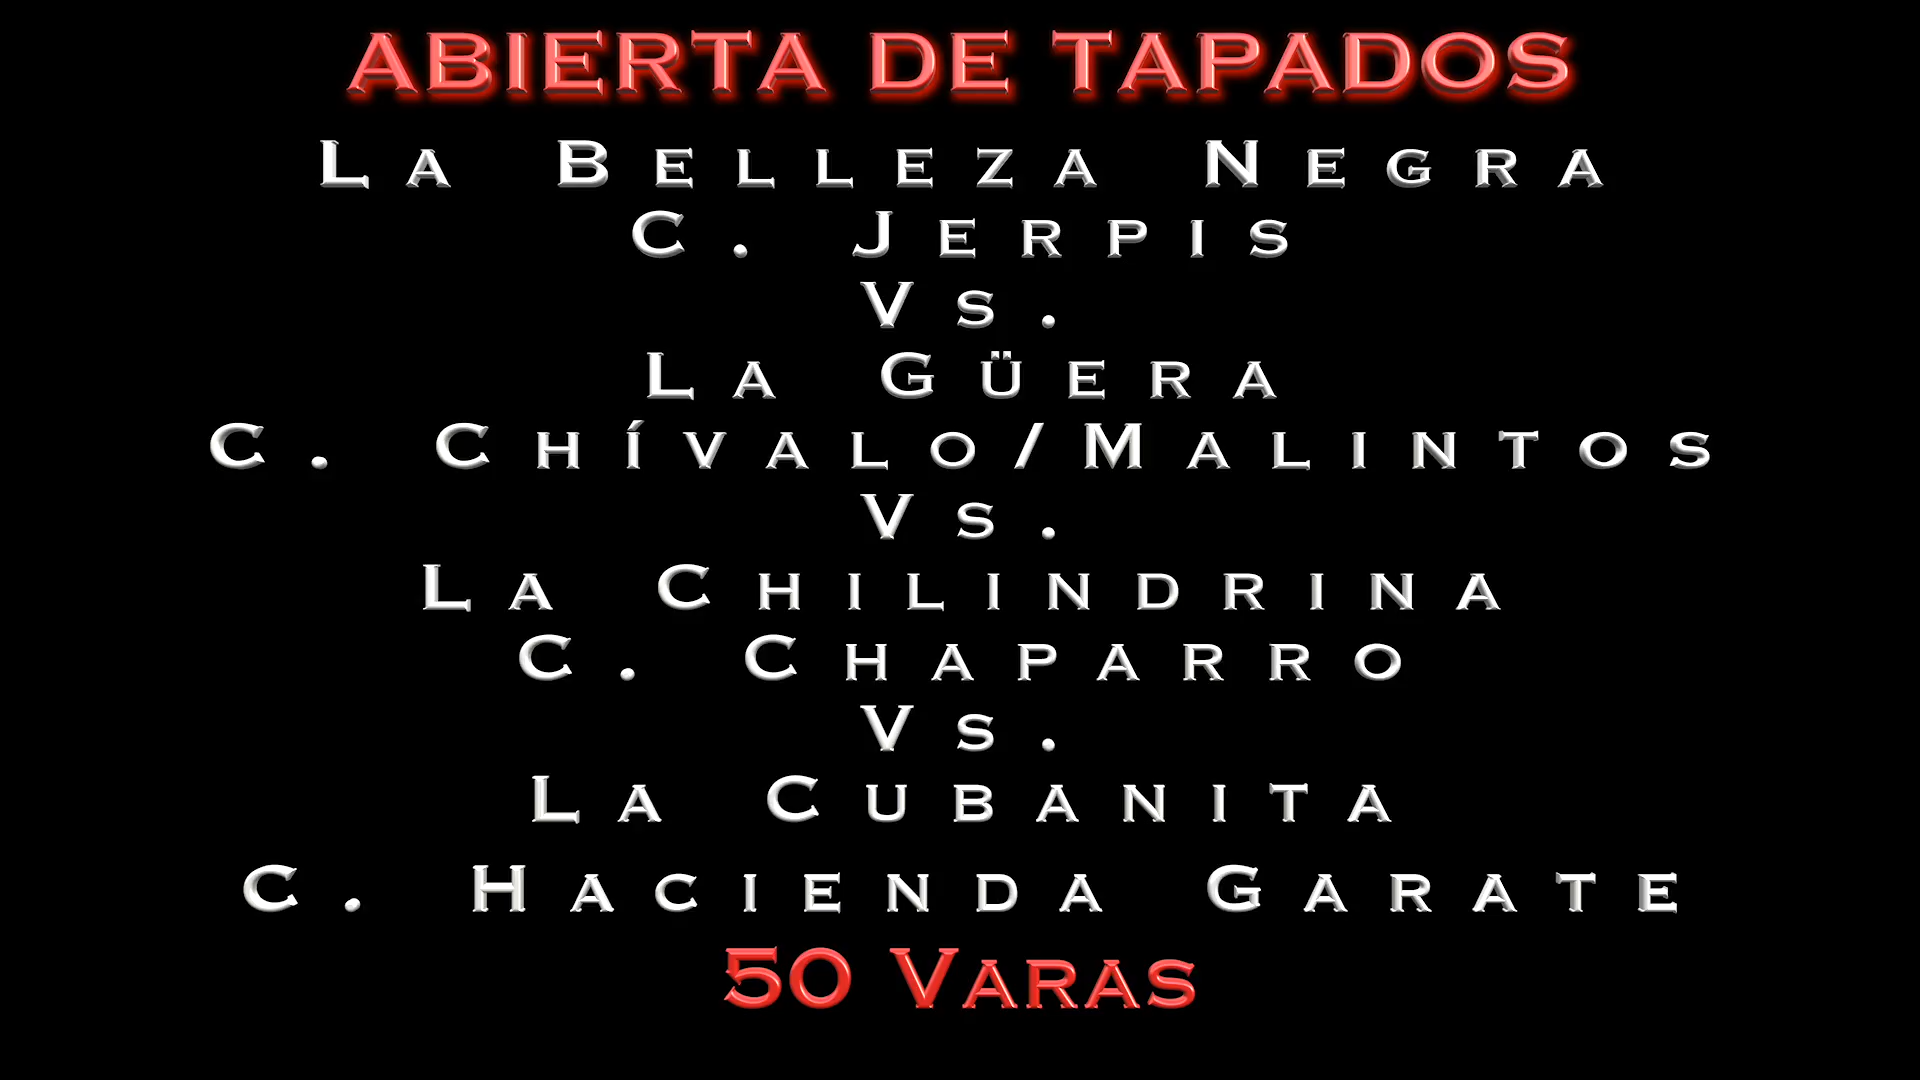 ABIERTA DE TAPADOS
La Belleza Negra
C. Jerpis
Vs.
La Güera
C. Chívalo/Malintos
Vs.
La Chilindrina
C. Chaparro
Vs.
La Cubanita
C. Hacienda Garate
50 Varas